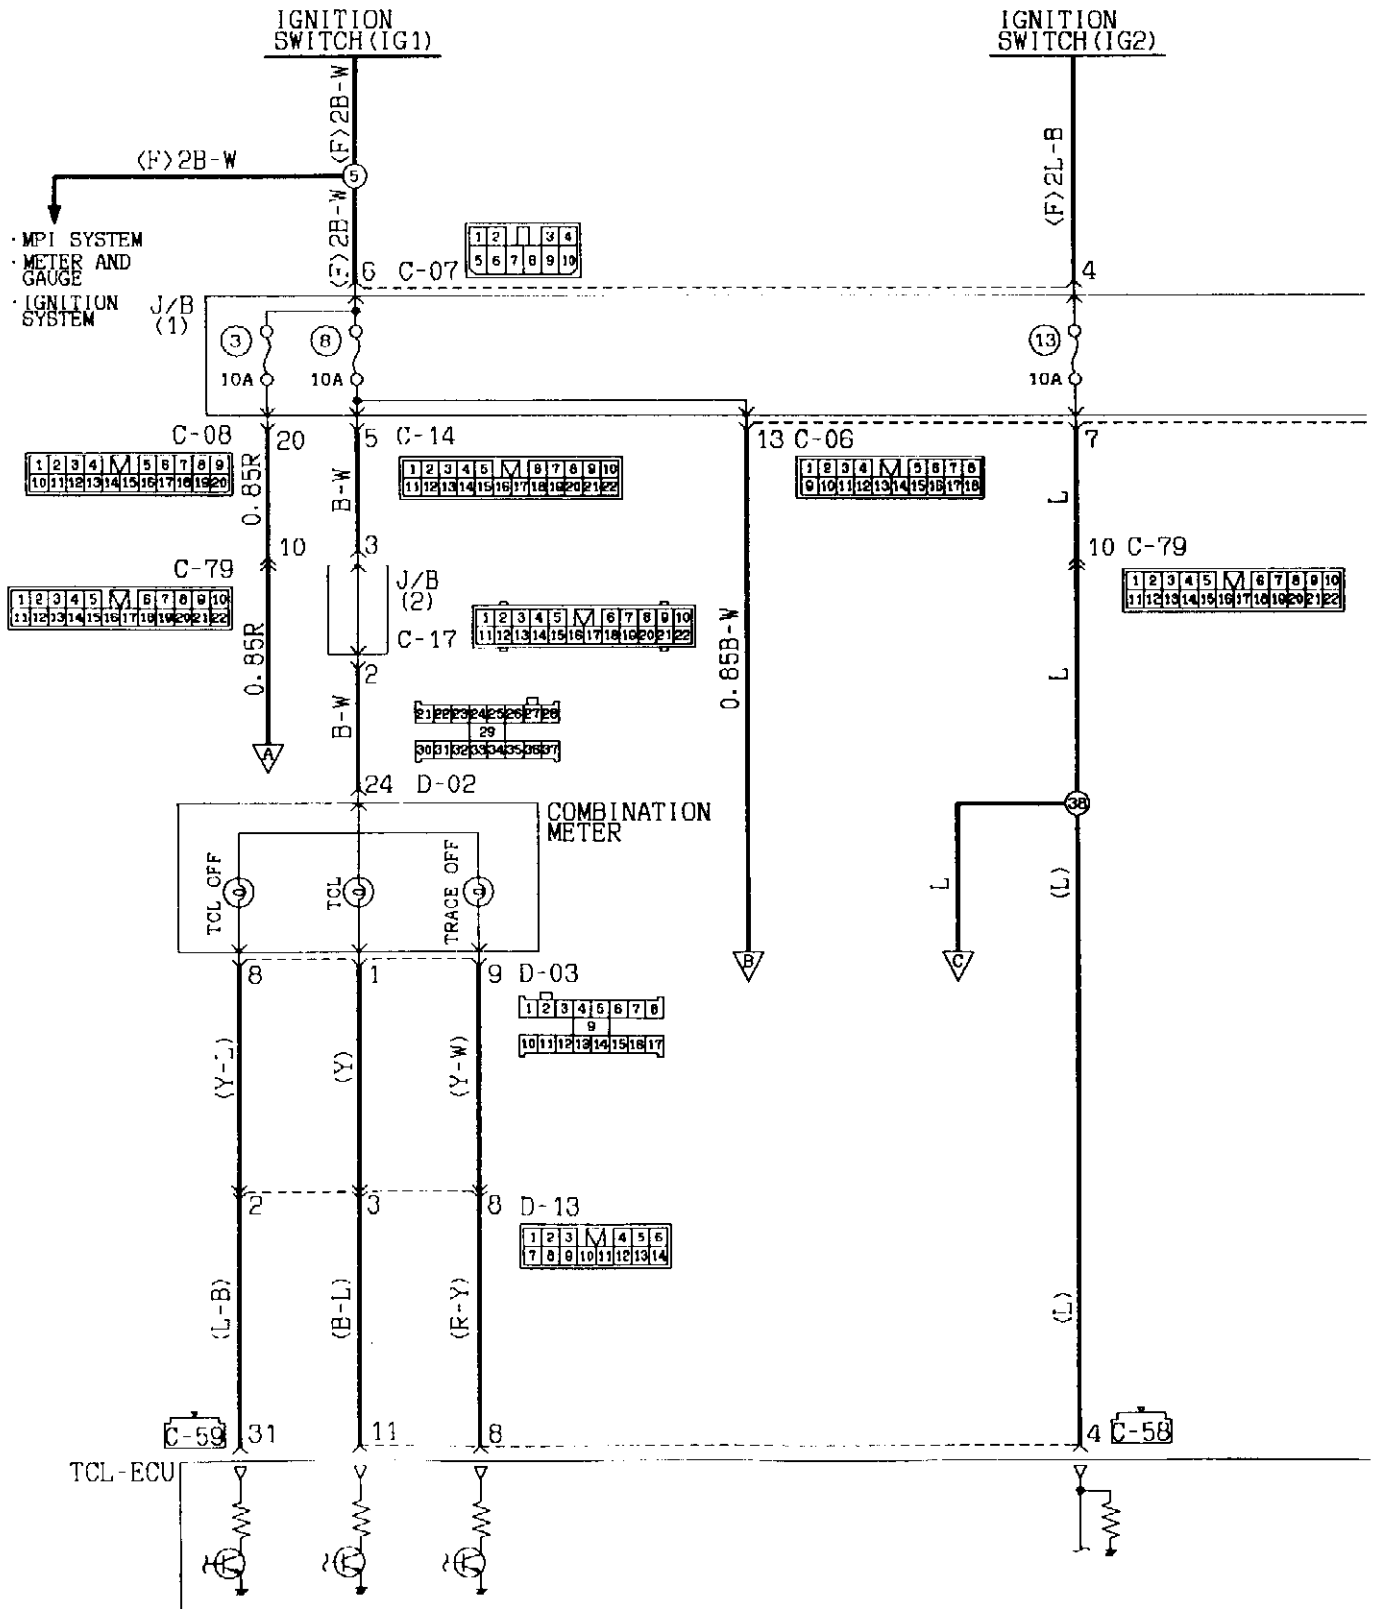 IGNITION
SWITCH(IG1)
IGNITION
SWITCH(IG2)
(F)2B-W
(F)2B-W
(F)2L-B
5
(F)2B-W
· MPI SYSTEM
· METER AND
GAUGE
· IGNITION
SYSTEM
6 C-07
1 2 3 4
5 6 7 8 9 10
4
J/B
(1)
3
8
13
10A
10A
10A
C-08 20
5 C-14
13 C-06
7
1 2 3 4 5 6 7 8 9
10 11 12 13 14 15 16 17 18 19 20
1 2 3 4 5 6 7 8 9 10
11 12 13 14 15 16 17 18 19 20 21 22
1 2 3 4 5 6 7 8
9 10 11 12 13 14 15 16 17 18
0.85R
B-W
L
10
C-79
3
10 C-79
J/B
(2)
1 2 3 4 5 6 7 8 9 10
11 12 13 14 15 16 17 18 19 20 21 22
C-17
1 2 3 4 5 6 7 8 9 10
11 12 13 14 15 16 17 18 19 20 21 22
1 2 3 4 5 6 7 8 9 10
11 12 13 14 15 16 17 18 19 20 21 22
0.85R
2
B-W
0.85B-W
L
21 22 23 24 25 26 27 28
29
30 31 32 33 34 35 36 37
A
24 D-02
38
COMBINATION
METER
TCL OFF
TCL
TRACE OFF
L
(L)
B
C
8
1
9 D-03
1 2 3 4 5 6 7 8
9
10 11 12 13 14 15 16 17
(Y-L)
(Y)
(Y-W)
2
3
8 D-13
1 2 3 4 5 6
7 8 9 10 11 12 13 14
(L-B)
(B-L)
(R-Y)
(L)
C-59 31
11
8
4 C-58
TCL-ECU